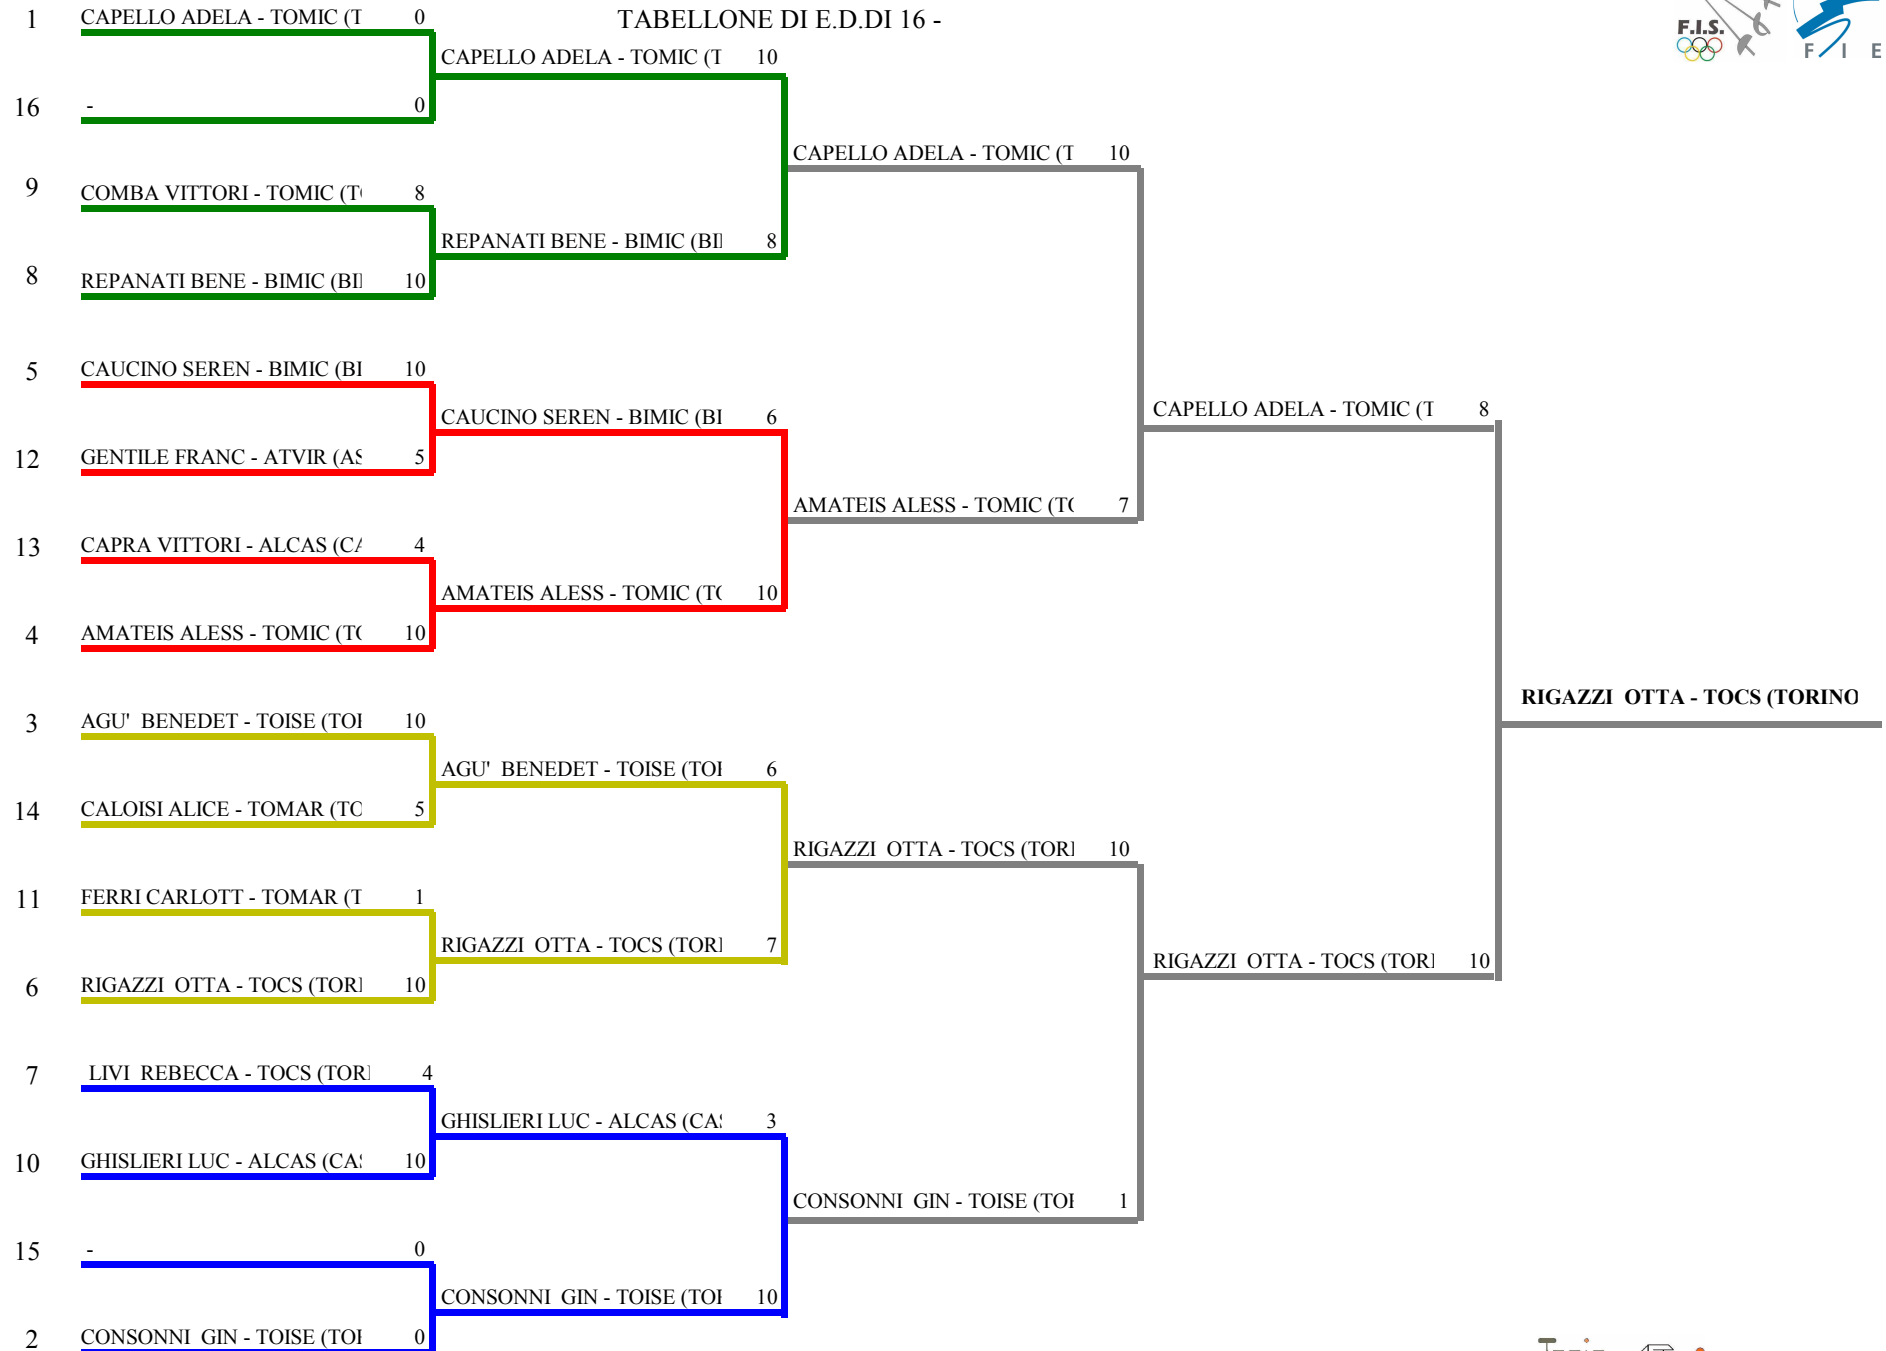 TABELLONE DI E.D.DI 16 -
F.I.S.
F I E
1 CAPELLO ADELA - TOMIC (T 0
CAPELLO ADELA - TOMIC (T 10
16 - 0
CAPELLO ADELA - TOMIC (T 10
9 COMBA VITTORI - TOMIC (T 8
REPANATI BENE - BIMIC (BI 8
8 REPANATI BENE - BIMIC (BI 10
5 CAUCINO SEREN - BIMIC (BI 10
CAUCINO SEREN - BIMIC (BI 6
CAPELLO ADELA - TOMIC (T 8
12 GENTILE FRANC - ATVIR (AS 5
AMATEIS ALESS - TOMIC (TO 7
13 CAPRA VITTORI - ALCAS (CA 4
AMATEIS ALESS - TOMIC (TO 10
4 AMATEIS ALESS - TOMIC (TO 10
RIGAZZI OTTA - TOCS (TORINO
3 AGU' BENEDET - TOISE (TOI 10
AGU' BENEDET - TOISE (TOI 6
14 CALOISI ALICE - TOMAR (TO 5
RIGAZZI OTTA - TOCS (TORI 10
11 FERRI CARLOTT - TOMAR (T 1
RIGAZZI OTTA - TOCS (TORI 7
RIGAZZI OTTA - TOCS (TORI 10
6 RIGAZZI OTTA - TOCS (TORI 10
7 LIVI REBECCA - TOCS (TORI 4
GHISLIERI LUC - ALCAS (CAS 3
10 GHISLIERI LUC - ALCAS (CAS 10
CONSONNI GIN - TOISE (TOI 1
15 - 0
CONSONNI GIN - TOISE (TOI 10
2 CONSONNI GIN - TOISE (TOI 0